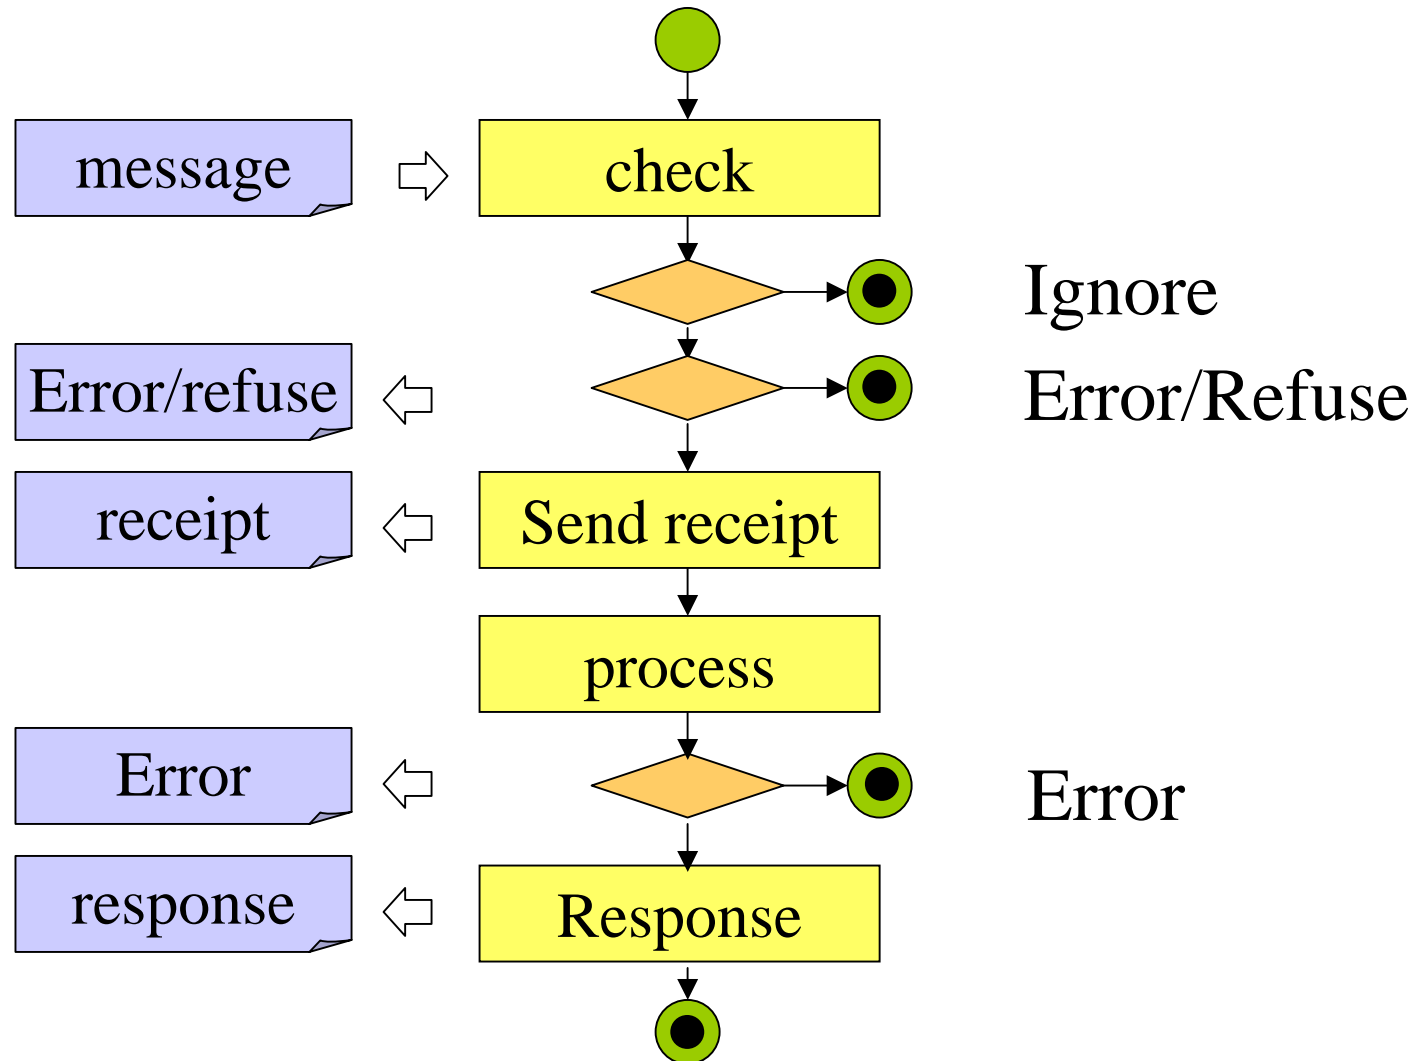 message
check
Ignore
Error/refuse
Error/Refuse
receipt
Send receipt
process
Error
Error
response
Response